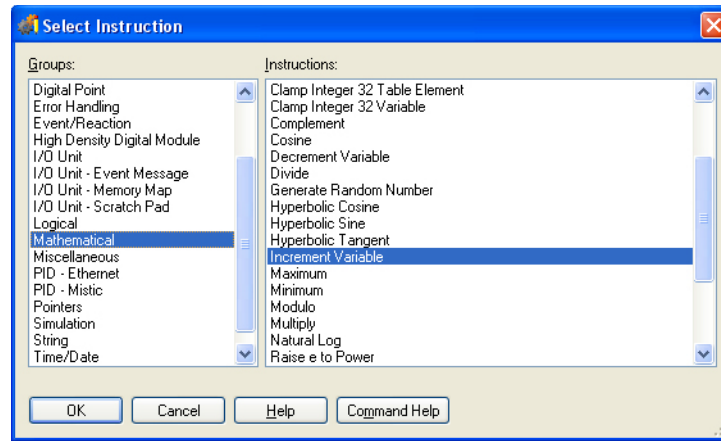 Select Instruction
Groups:
Digital Point
Error Handling
Event/Reaction
High Density Digital Module
I/O Unit
I/O Unit - Event Message
I/O Unit - Memory Map
I/O Unit - Scratch Pad
Logical
Mathematical
Miscellaneous
PID - Ethernet
PID - Mistic
Pointers
Simulation
String
Time/Date
Instructions:
Clamp Integer 32 Table Element
Clamp Integer 32 Variable
Complement
Cosine
Decrement Variable
Divide
Generate Random Number
Hyperbolic Cosine
Hyperbolic Sine
Hyperbolic Tangent
Increment Variable
Maximum
Minimum
Modulo
Multiply
Natural Log
Raise e to Power
OK Cancel Help Command Help